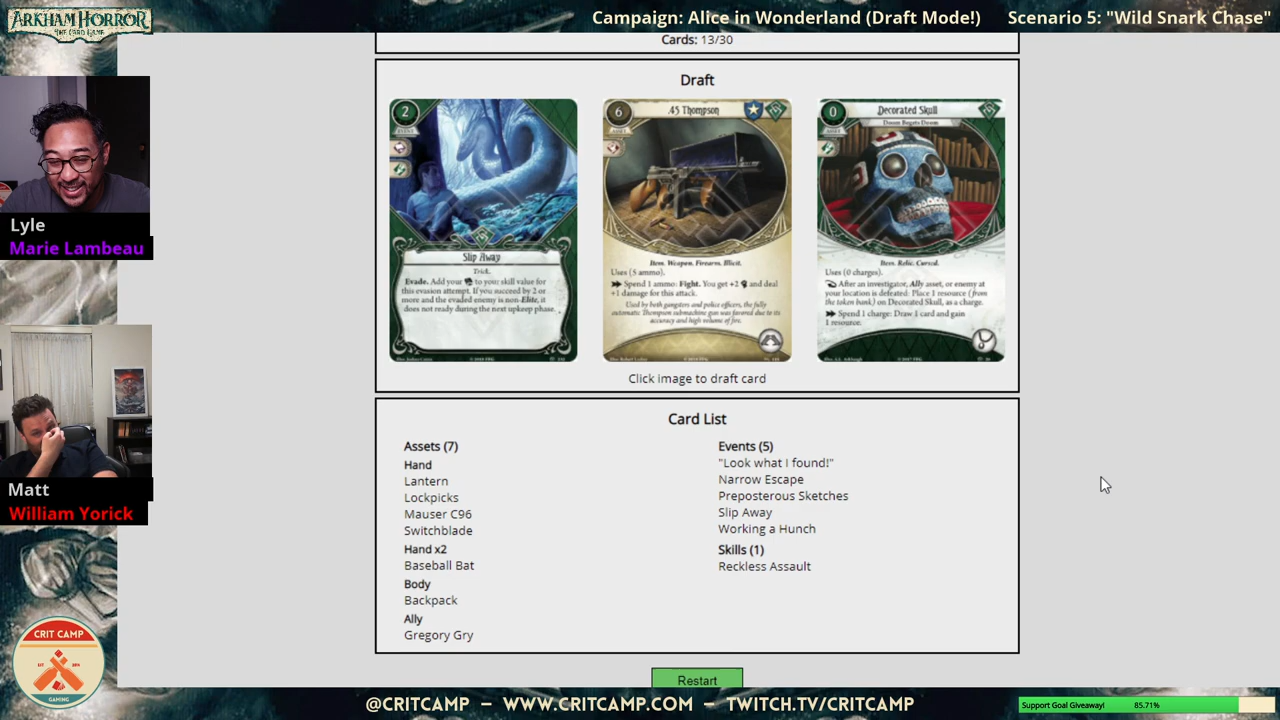 ARKHAM HORROR
THE CARD GAME
Campaign: Alice in Wonderland (Draft Mode!)
Scenario 5: "Wild Snark Chase"
Cards: 13/30
Draft
2
EVENT
Slip Away
Trick.
Evade. Add your to your skill value for
this evasion attempt. If you succeed by 2 or
more and the evaded enemy is non-Elite, it
does not ready during the next upkeep phase.
6
ASSET
.45 Thompson
Item. Weapon. Firearm. Illicit.
Uses (5 ammo).
Spend 1 ammo: Fight. You get +2 and deal
+1 damage for this attack.
Used by both gangsters and police officers, the fully
automatic Thompson submachine gun was favored due to its
accuracy and high volume of fire.
0
ASSET
Decorated Skull
Doom Begets Doom
Item. Relic. Cursed.
Uses (0 charges).
After an investigator, Ally asset, or enemy at
your location is defeated: Place 1 resource (from
the token bank) on Decorated Skull, as a charge.
Spend 1 charge: Draw 1 card and gain
1 resource.
Click image to draft card
Card List
Assets (7)
Hand
Lantern
Lockpicks
Mauser C96
Switchblade
Hand x2
Baseball Bat
Body
Backpack
Ally
Gregory Gry
Events (5)
"Look what I found!"
Narrow Escape
Preposterous Sketches
Slip Away
Working a Hunch
Skills (1)
Reckless Assault
Restart
Lyle
Marie Lambeau
Matt
William Yorick
CRIT CAMP
GAMING
@CRITCAMP – WWW.CRITCAMP.COM – TWITCH.TV/CRITCAMP
Support Goal Giveaway! 85.71%